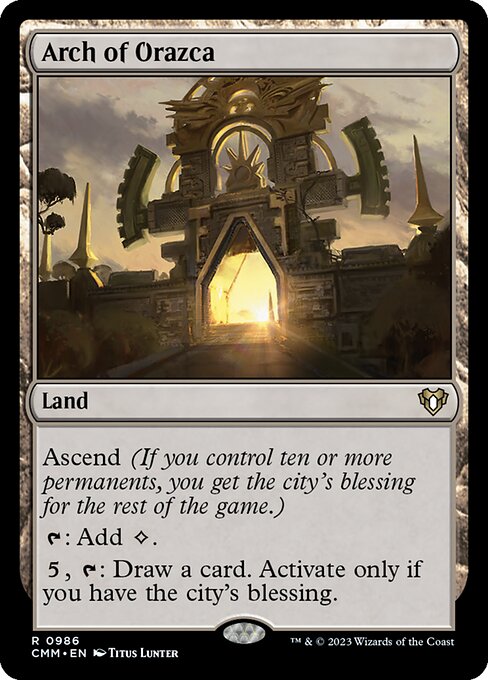 Arch of Orazca
Land
Ascend (If you control ten or more
permanents, you get the city's blessing
for the rest of the game.)
: Add .
5, : Draw a card. Activate only if
you have the city's blessing.
R 0986
™ & © 2023 Wizards of the Coast
CMM • EN Titus Lunter